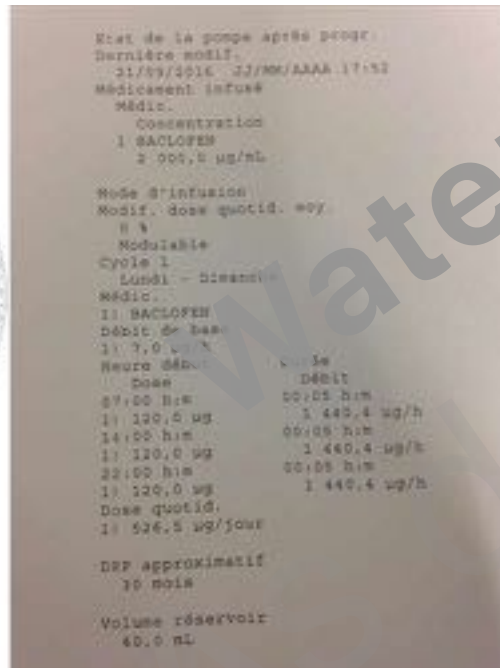 Etat de la pompe après progr.
Dernière modif.
21/09/2016 JJ/MM/AAAA 17:52
Médicament infusé
Médic.
Concentration
1 BACLOFEN
2 000,0 µg/mL
Mode d'infusion
Modif. dose quotid. moy.
0 %
Modulable
Cycle 1
Lundi - Dimanche
Médic.
1: BACLOFEN
Débit de base
1: 7,0 µg/h
Heure début
Dose Débit
07:00 h:m 00:05 h:m
1: 120,0 µg 1 440,4 µg/h
14:00 h:m 00:05 h:m
1: 120,0 µg 1 440,4 µg/h
22:00 h:m 00:05 h:m
1: 120,0 µg 1 440,4 µg/h
Dose quotid.
1: 526,5 µg/jour
DRP approximatif
30 mois
Volume réservoir
40,0 mL